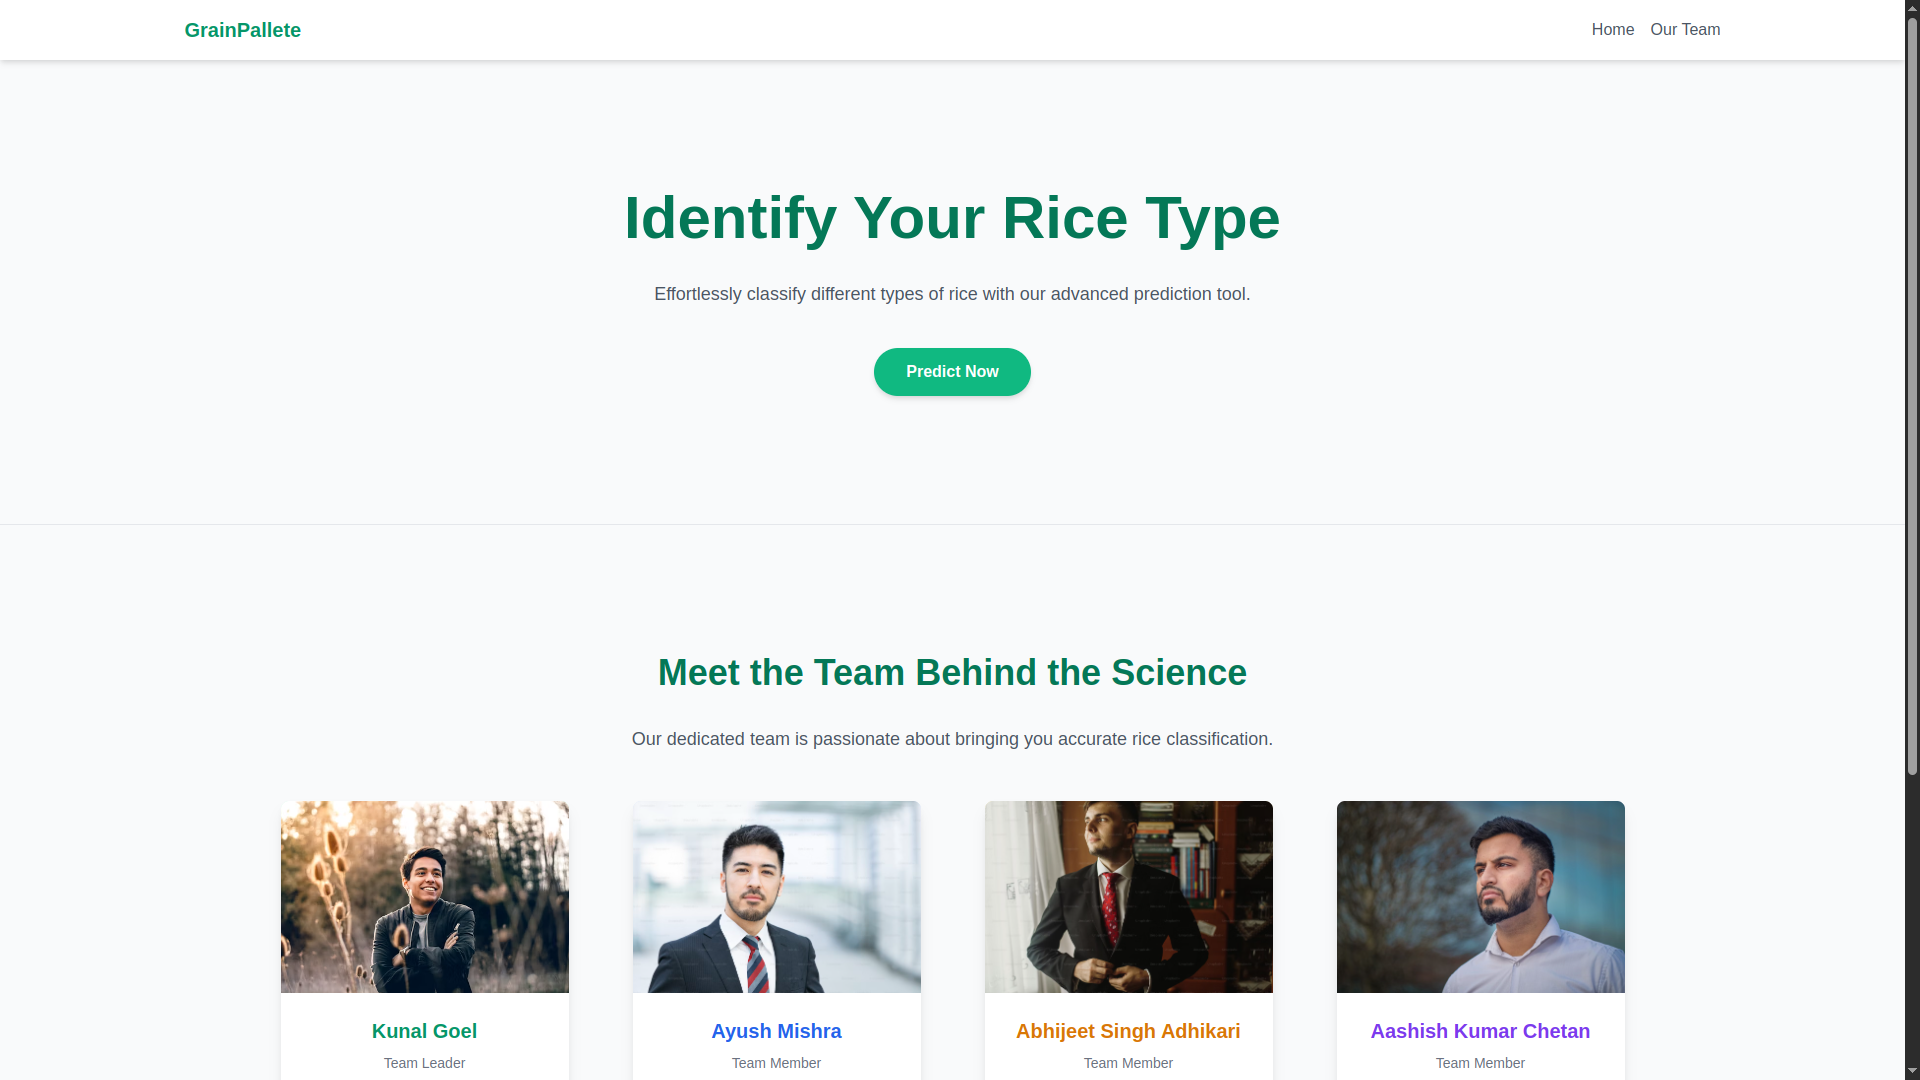 GrainPallete
Home Our Team
Identify Your Rice Type
Effortlessly classify different types of rice with our advanced prediction tool.
Predict Now
Meet the Team Behind the Science
Our dedicated team is passionate about bringing you accurate rice classification.
Kunal Goel
Team Leader
Ayush Mishra
Team Member
Abhijeet Singh Adhikari
Team Member
Aashish Kumar Chetan
Team Member